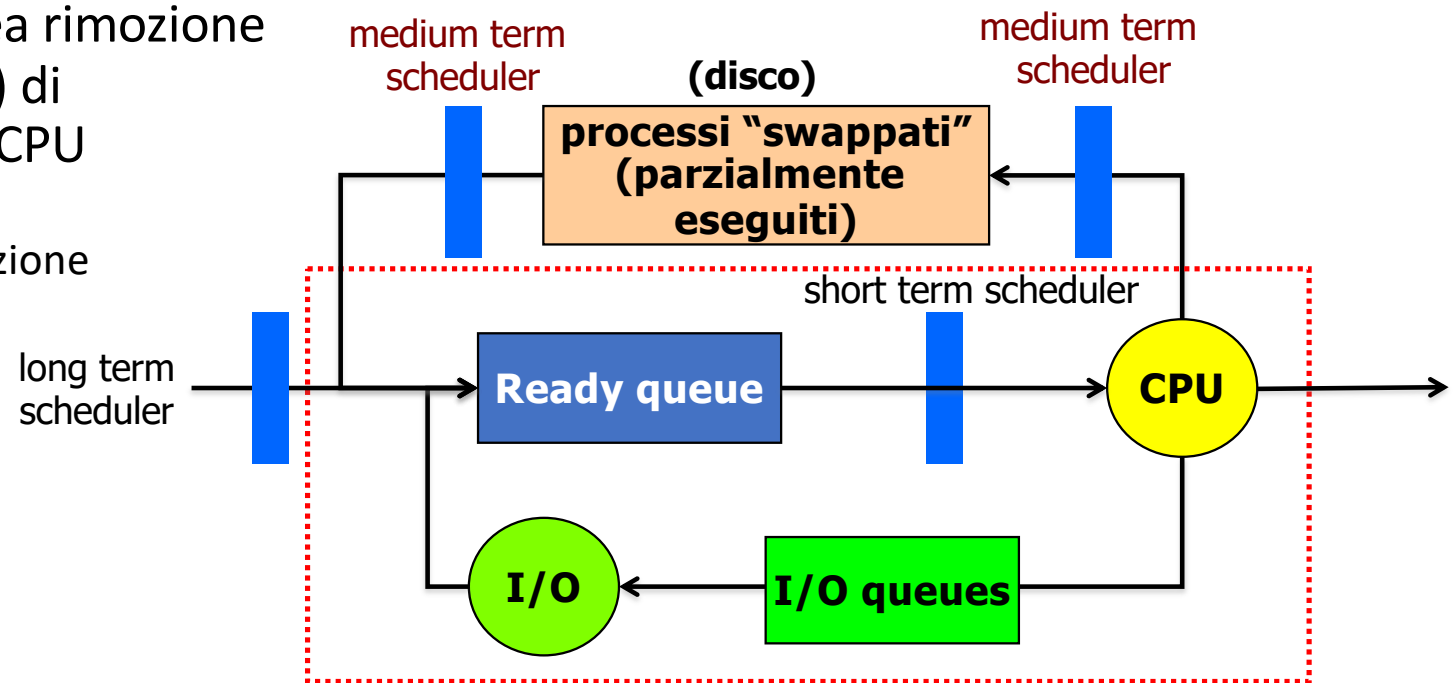 ea rimozione
) di
CPU
zione
medium term
scheduler
(disco)
medium term
scheduler
processi “swappati”
(parzialmente
eseguiti)
short term scheduler
long term
scheduler
Ready queue
CPU
I/O
I/O queues